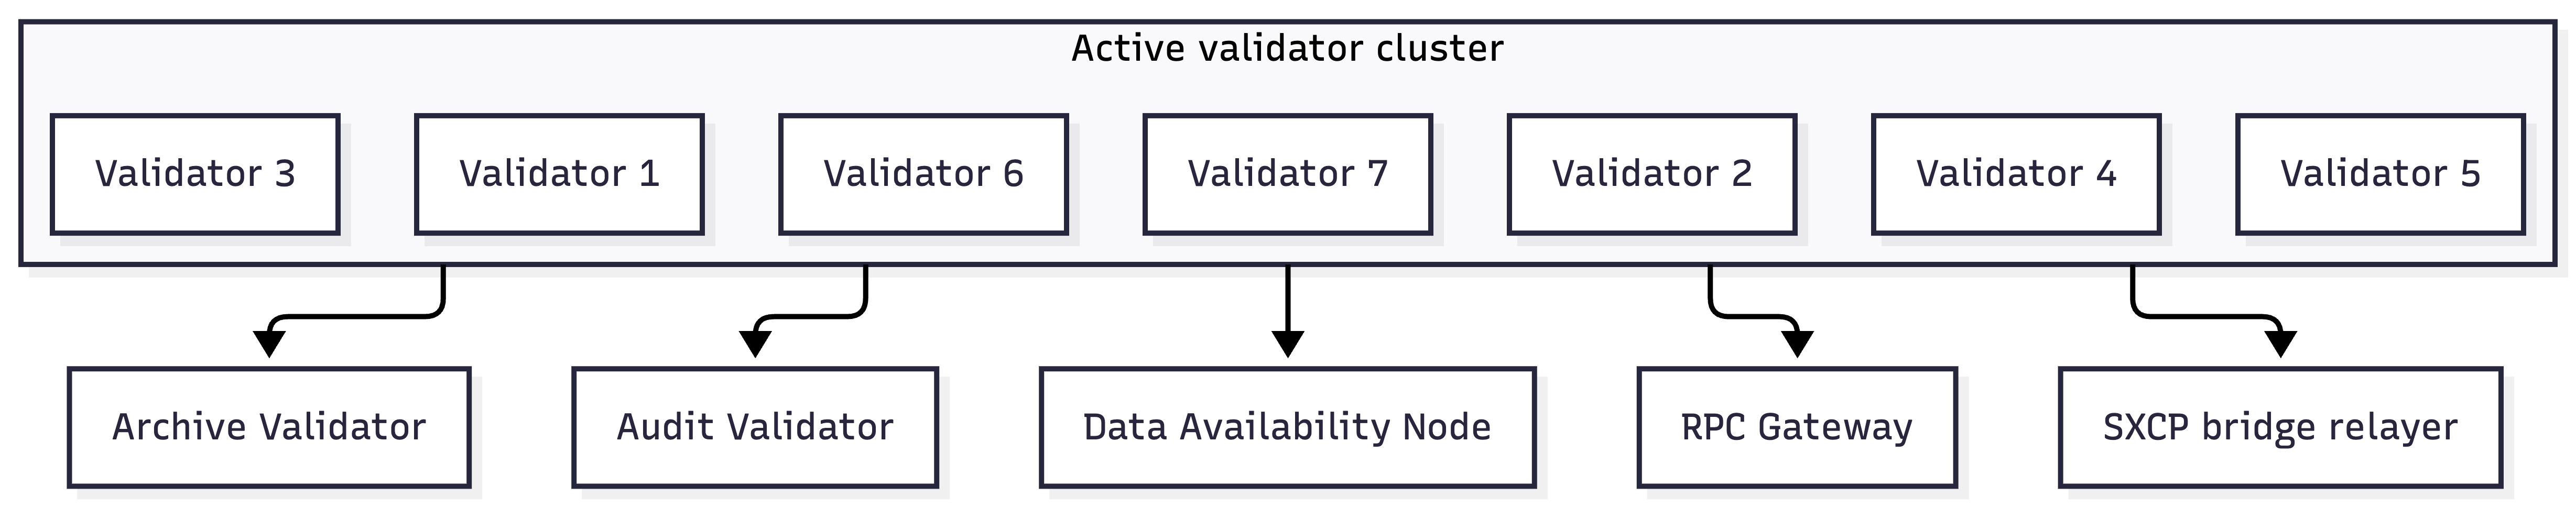 Active validator cluster
Validator 3
Validator 1
Validator 6
Validator 7
Validator 2
Validator 4
Validator 5
Archive Validator
Audit Validator
Data Availability Node
RPC Gateway
SXCP bridge relayer